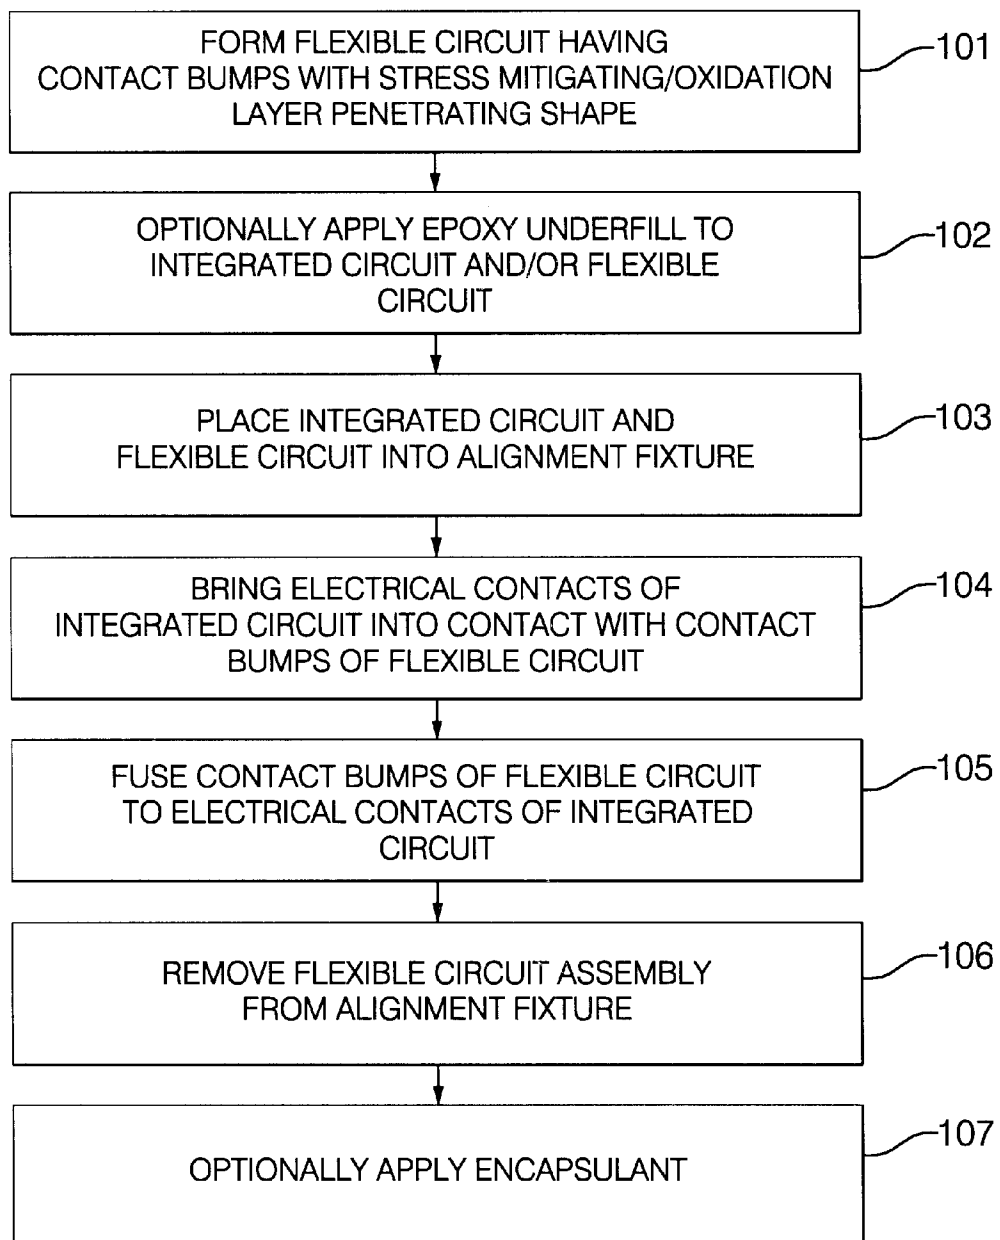 FORM FLEXIBLE CIRCUIT HAVING
CONTACT BUMPS WITH STRESS MITIGATING/OXIDATION
LAYER PENETRATING SHAPE
101
OPTIONALLY APPLY EPOXY UNDERFILL TO
INTEGRATED CIRCUIT AND/OR FLEXIBLE
CIRCUIT
102
PLACE INTEGRATED CIRCUIT AND
FLEXIBLE CIRCUIT INTO ALIGNMENT FIXTURE
103
BRING ELECTRICAL CONTACTS OF
INTEGRATED CIRCUIT INTO CONTACT WITH CONTACT
BUMPS OF FLEXIBLE CIRCUIT
104
FUSE CONTACT BUMPS OF FLEXIBLE CIRCUIT
TO ELECTRICAL CONTACTS OF INTEGRATED
CIRCUIT
105
REMOVE FLEXIBLE CIRCUIT ASSEMBLY
FROM ALIGNMENT FIXTURE
106
OPTIONALLY APPLY ENCAPSULANT
107